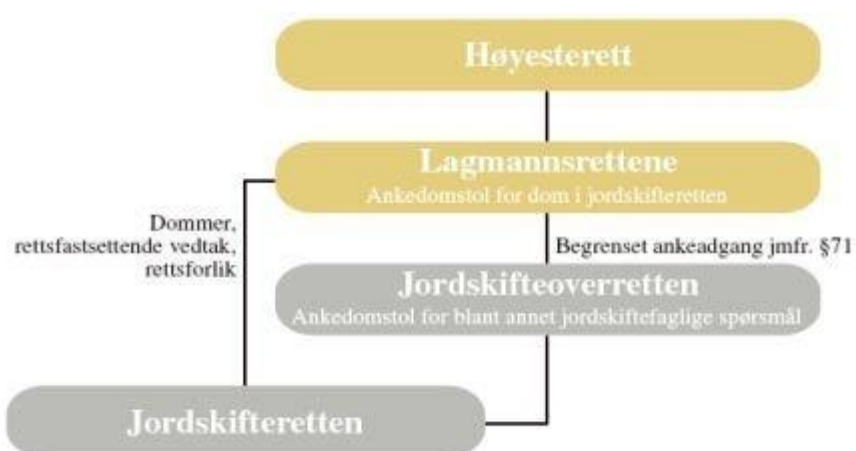 Høyesterett
Lagmannsrettene
Ankedomstol for dom i jordskifteretten
Dommer,
rettsfastsettende vedtak,
rettsforlik
Begrenset ankeadgang jmfr. §71
Jordskifteoverretten
Ankedomstol for blant annet jordskiftefaglige spørsmål
Jordskifteretten